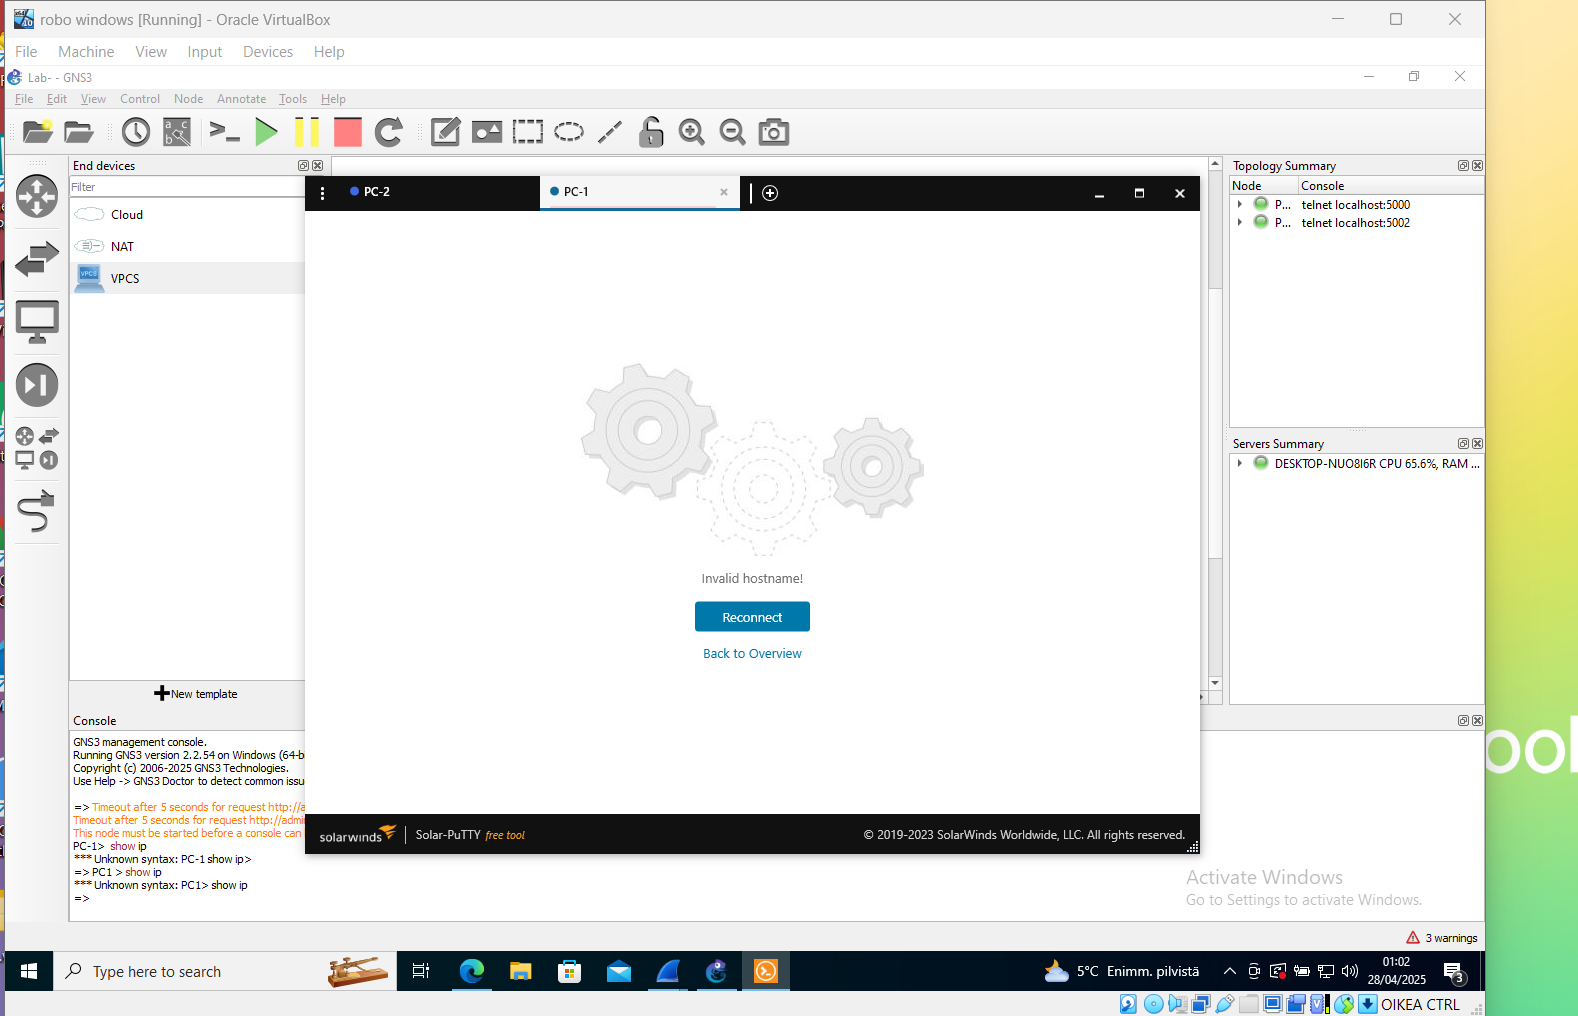 robo windows [Running] - Oracle VirtualBox
File Machine View Input Devices Help
Lab- - GNS3
File Edit View Control Node Annotate Tools Help
End devices
Filter
Cloud
NAT
VPCS
New template
PC-2
PC-1
Invalid hostname!
Reconnect
Back to Overview
solarwinds
Solar-PuTTY free tool
© 2019-2023 SolarWinds Worldwide, LLC. All rights reserved.
Topology Summary
Node Console
P... telnet localhost:5000
P... telnet localhost:5002
Servers Summary
DESKTOP-NUO8I6R CPU 65.6%, RAM ...
Console
GNS3 management console.
Running GNS3 version 2.2.54 on Windows (64-bi
Copyright (c) 2006-2025 GNS3 Technologies.
Use Help -> GNS3 Doctor to detect common issu
=> Timeout after 5 seconds for request http://a
Timeout after 5 seconds for request http://admi
This node must be started before a console can
PC-1> show ip
*** Unknown syntax: PC-1 show ip>
=> PC1 > show ip
*** Unknown syntax: PC1> show ip
=>
Activate Windows
Go to Settings to activate Windows.
3 warnings
Type here to search
5°C Enimm. pilvistä
01:02
28/04/2025
3
OIKEA CTRL
ool